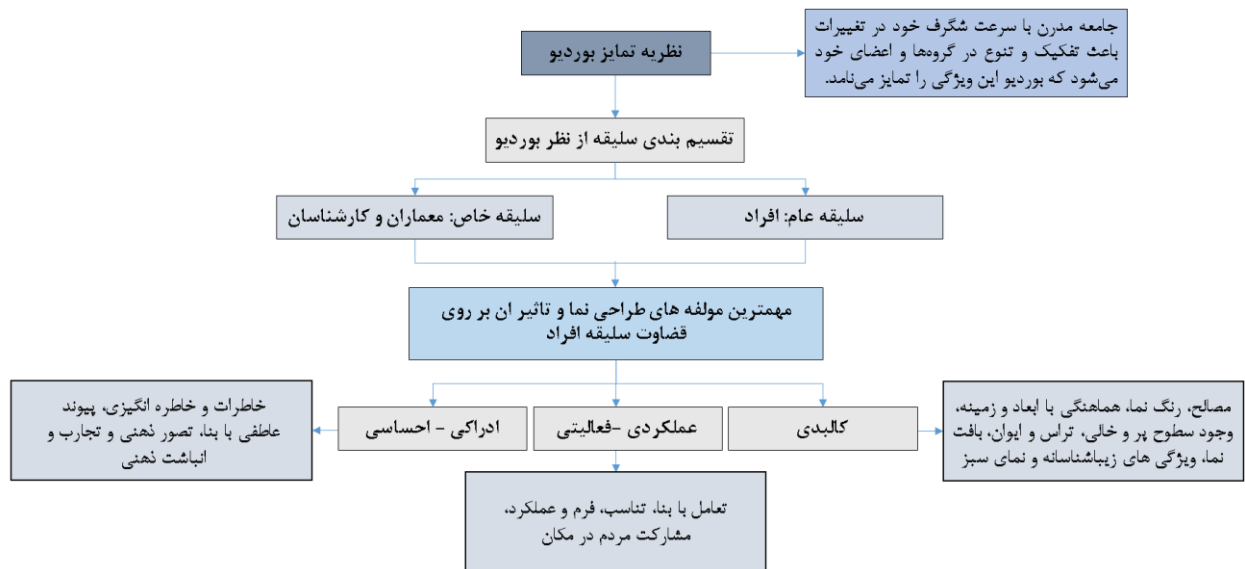 نظریه تمایز بوردیو
جامعه مدرن با سرعت شگرف خود در تغییرات
باعث تفکیک و تنوع در گروه‌ها و اعضای خود
می‌شود که بوردیو این ویژگی را تمایز می‌نامد.
تقسیم بندی سلیقه از نظر بوردیو
سلیقه عام: افراد
سلیقه خاص: معماران و کارشناسان
مهمترین مولفه های طراحی نما و تاثیر ان بر روی
قضاوت سلیقه افراد
کالبدی
عملکردی -فعالیتی
ادراکی - احساسی
مصالح، رنگ نما، هماهنگی با ابعاد و زمینه،
وجود سطوح پر و خالی، تراس و ایوان، بافت
نما، ویژگی های زیباشناسانه و نمای سبز
خاطرات و خاطره انگیزی، پیوند
عاطفی با بنا، تصور ذهنی و تجارب و
انباشت ذهنی
تعامل با بنا، تناسب، فرم و عملکرد،
مشارکت مردم در مکان